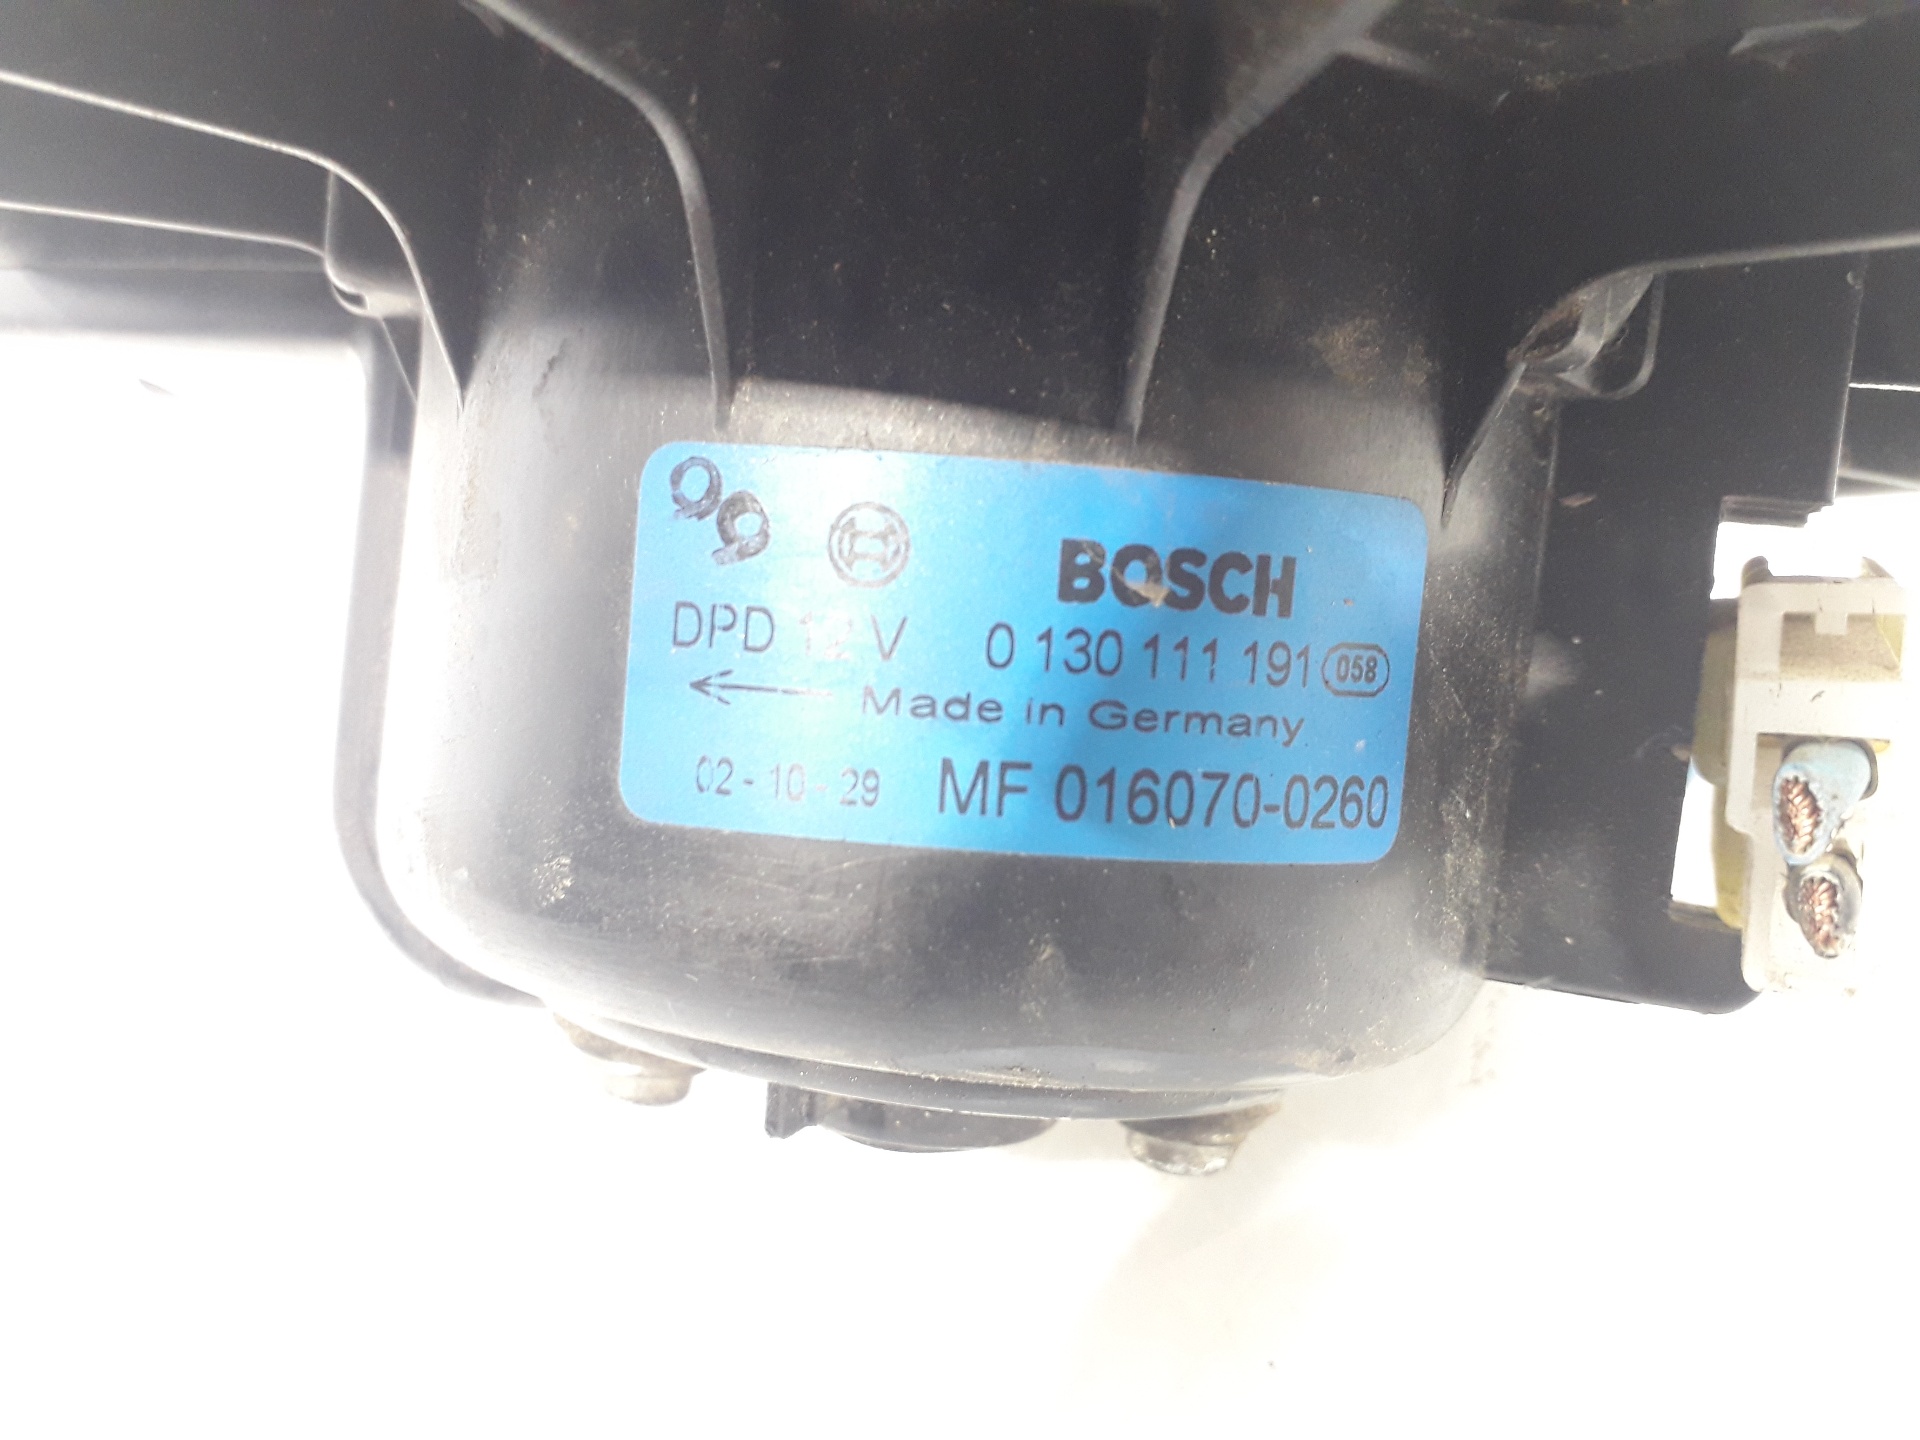 99 BOSCH
DPD 12 V 0 130 111 191 058
Made in Germany
02-10-29 MF 016070-0260